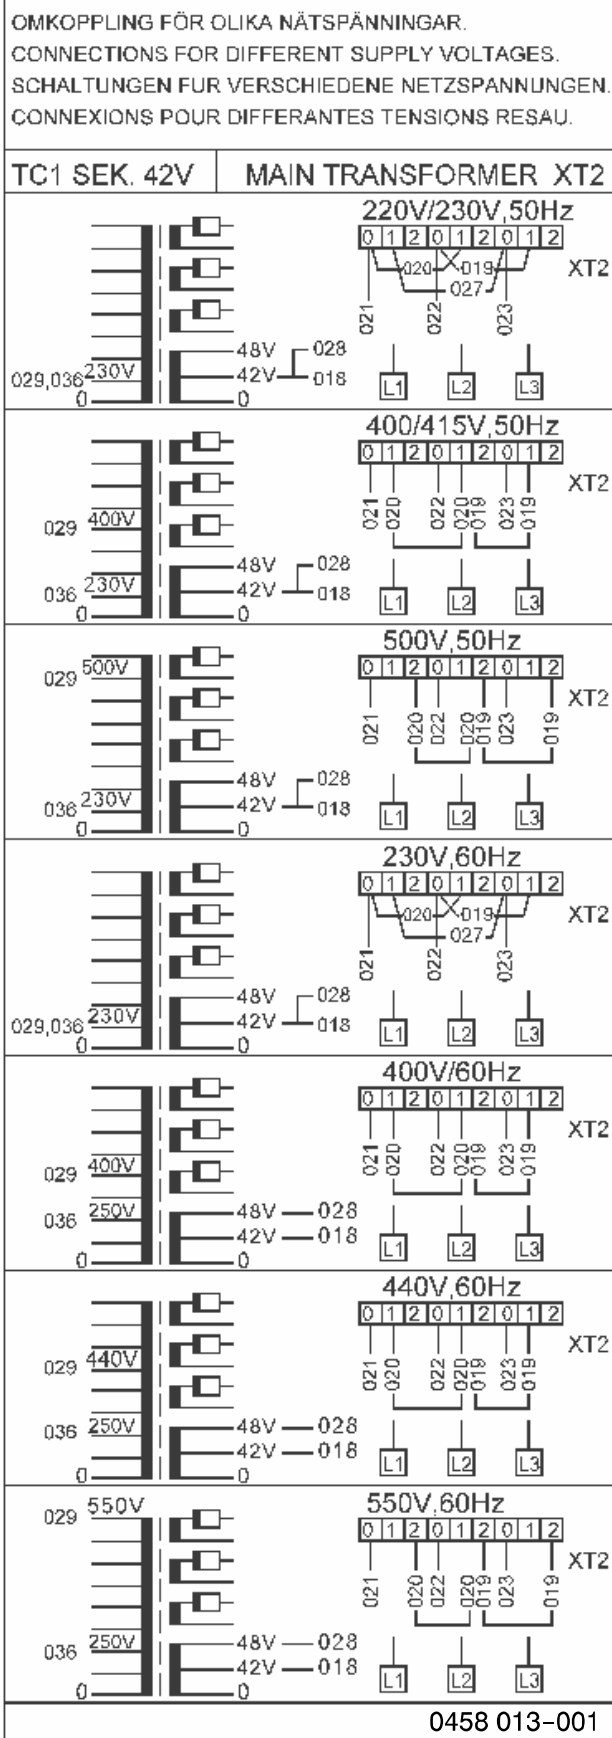 OMKOPPLING FÖR OLIKA NÄTSPÄNNINGAR.
CONNECTIONS FOR DIFFERENT SUPPLY VOLTAGES.
SCHALTUNGEN FUR VERSCHIEDENE NETZSPANNUNGEN.
CONNEXIONS POUR DIFFERANTES TENSIONS RESAU.
TC1 SEK. 42V MAIN TRANSFORMER XT2
220V/230V,50Hz
0 1 2 0 1 2 0 1 2
XT2
020 019
027
021 022 023
48V 028
029,036 230V 42V 018
0 0
L1 L2 L3
400/415V,50Hz
0 1 2 0 1 2 0 1 2
XT2
021 020 022 020 019 023 019
029 400V
48V 028
036 230V 42V 018
0 0
L1 L2 L3
500V,50Hz
0 1 2 0 1 2 0 1 2
029 500V
XT2
021 020 022 020 019 023 019
48V 028
036 230V 42V 018
0 0
L1 L2 L3
230V,60Hz
0 1 2 0 1 2 0 1 2
XT2
020 019
027
021 022 023
48V 028
029,036 230V 42V 018
0 0
L1 L2 L3
400V/60Hz
0 1 2 0 1 2 0 1 2
XT2
021 020 022 020 019 023 019
029 400V
036 250V 48V 028
42V 018
0 0
L1 L2 L3
440V,60Hz
0 1 2 0 1 2 0 1 2
XT2
029 440V
021 020 022 020 019 023 019
036 250V 48V 028
42V 018
0 0
L1 L2 L3
029 550V
550V,60Hz
0 1 2 0 1 2 0 1 2
XT2
021 020 022 020 019 023 019
036 250V 48V 028
42V 018
0 0
L1 L2 L3
0458 013-001